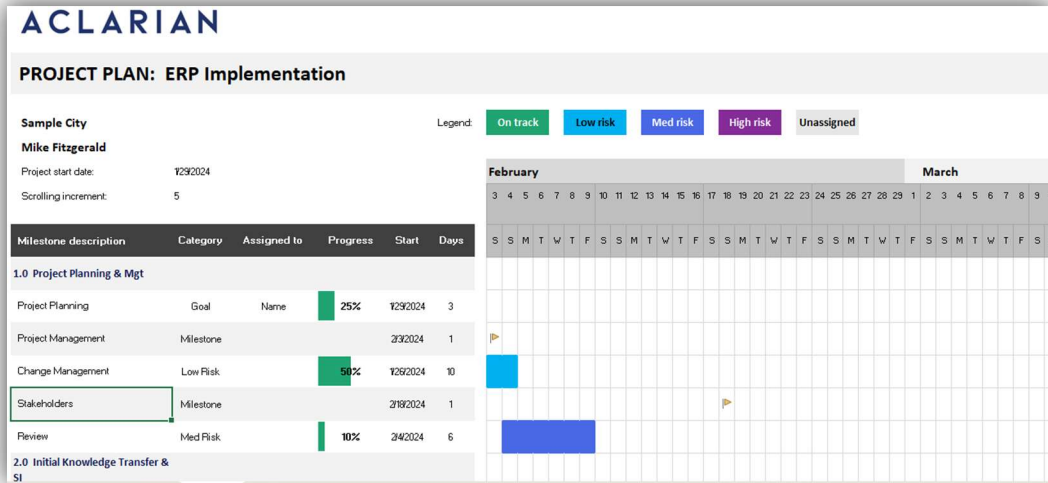 ACLARIAN
PROJECT PLAN: ERP Implementation
Sample City
Legend: On track Low risk Med risk High risk Unassigned
Mike Fitzgerald
Project start date: 1/29/2024
February March
Scrolling increment: 5
3 4 5 6 7 8 9 10 11 12 13 14 15 16 17 18 19 20 21 22 23 24 25 26 27 28 29 1 2 3 4 5 6 7 8 9
Milestone description Category Assigned to Progress Start Days S S M T W T F S S M T W T F S S M T W T F S S M T W T F S S M T W T F S
1.0 Project Planning & Mgt
Project Planning Goal Name 25% 1/29/2024 3
Project Management Milestone 2/3/2024 1
Change Management Low Risk 50% 1/26/2024 10
Stakeholders Milestone 2/18/2024 1
Review Med Risk 10% 2/4/2024 6
2.0 Initial Knowledge Transfer &
SI